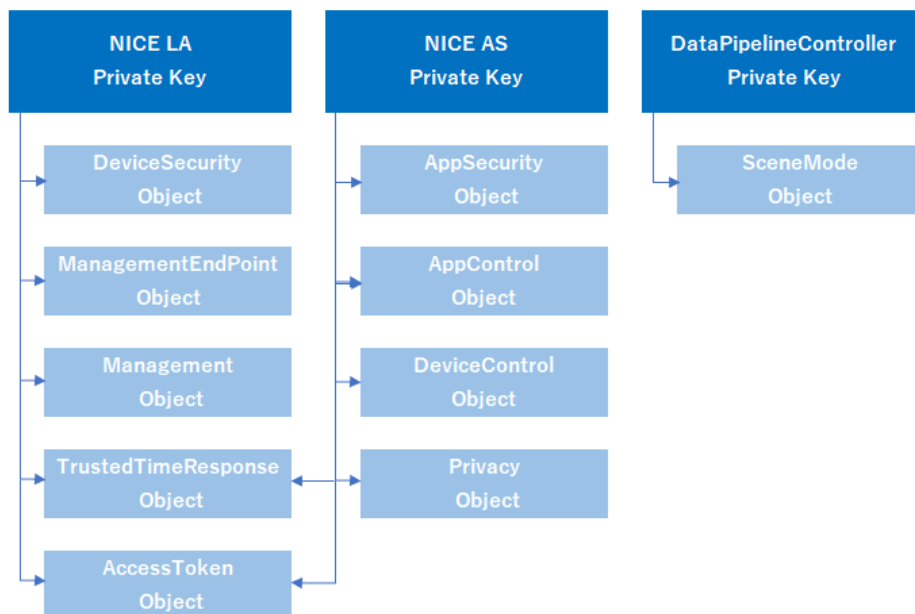 NICE LA
Private Key
NICE AS
Private Key
DataPipelineController
Private Key
DeviceSecurity
Object
AppSecurity
Object
SceneMode
Object
ManagementEndPoint
Object
AppControl
Object
Management
Object
DeviceControl
Object
TrustedTimeResponse
Object
Privacy
Object
AccessToken
Object